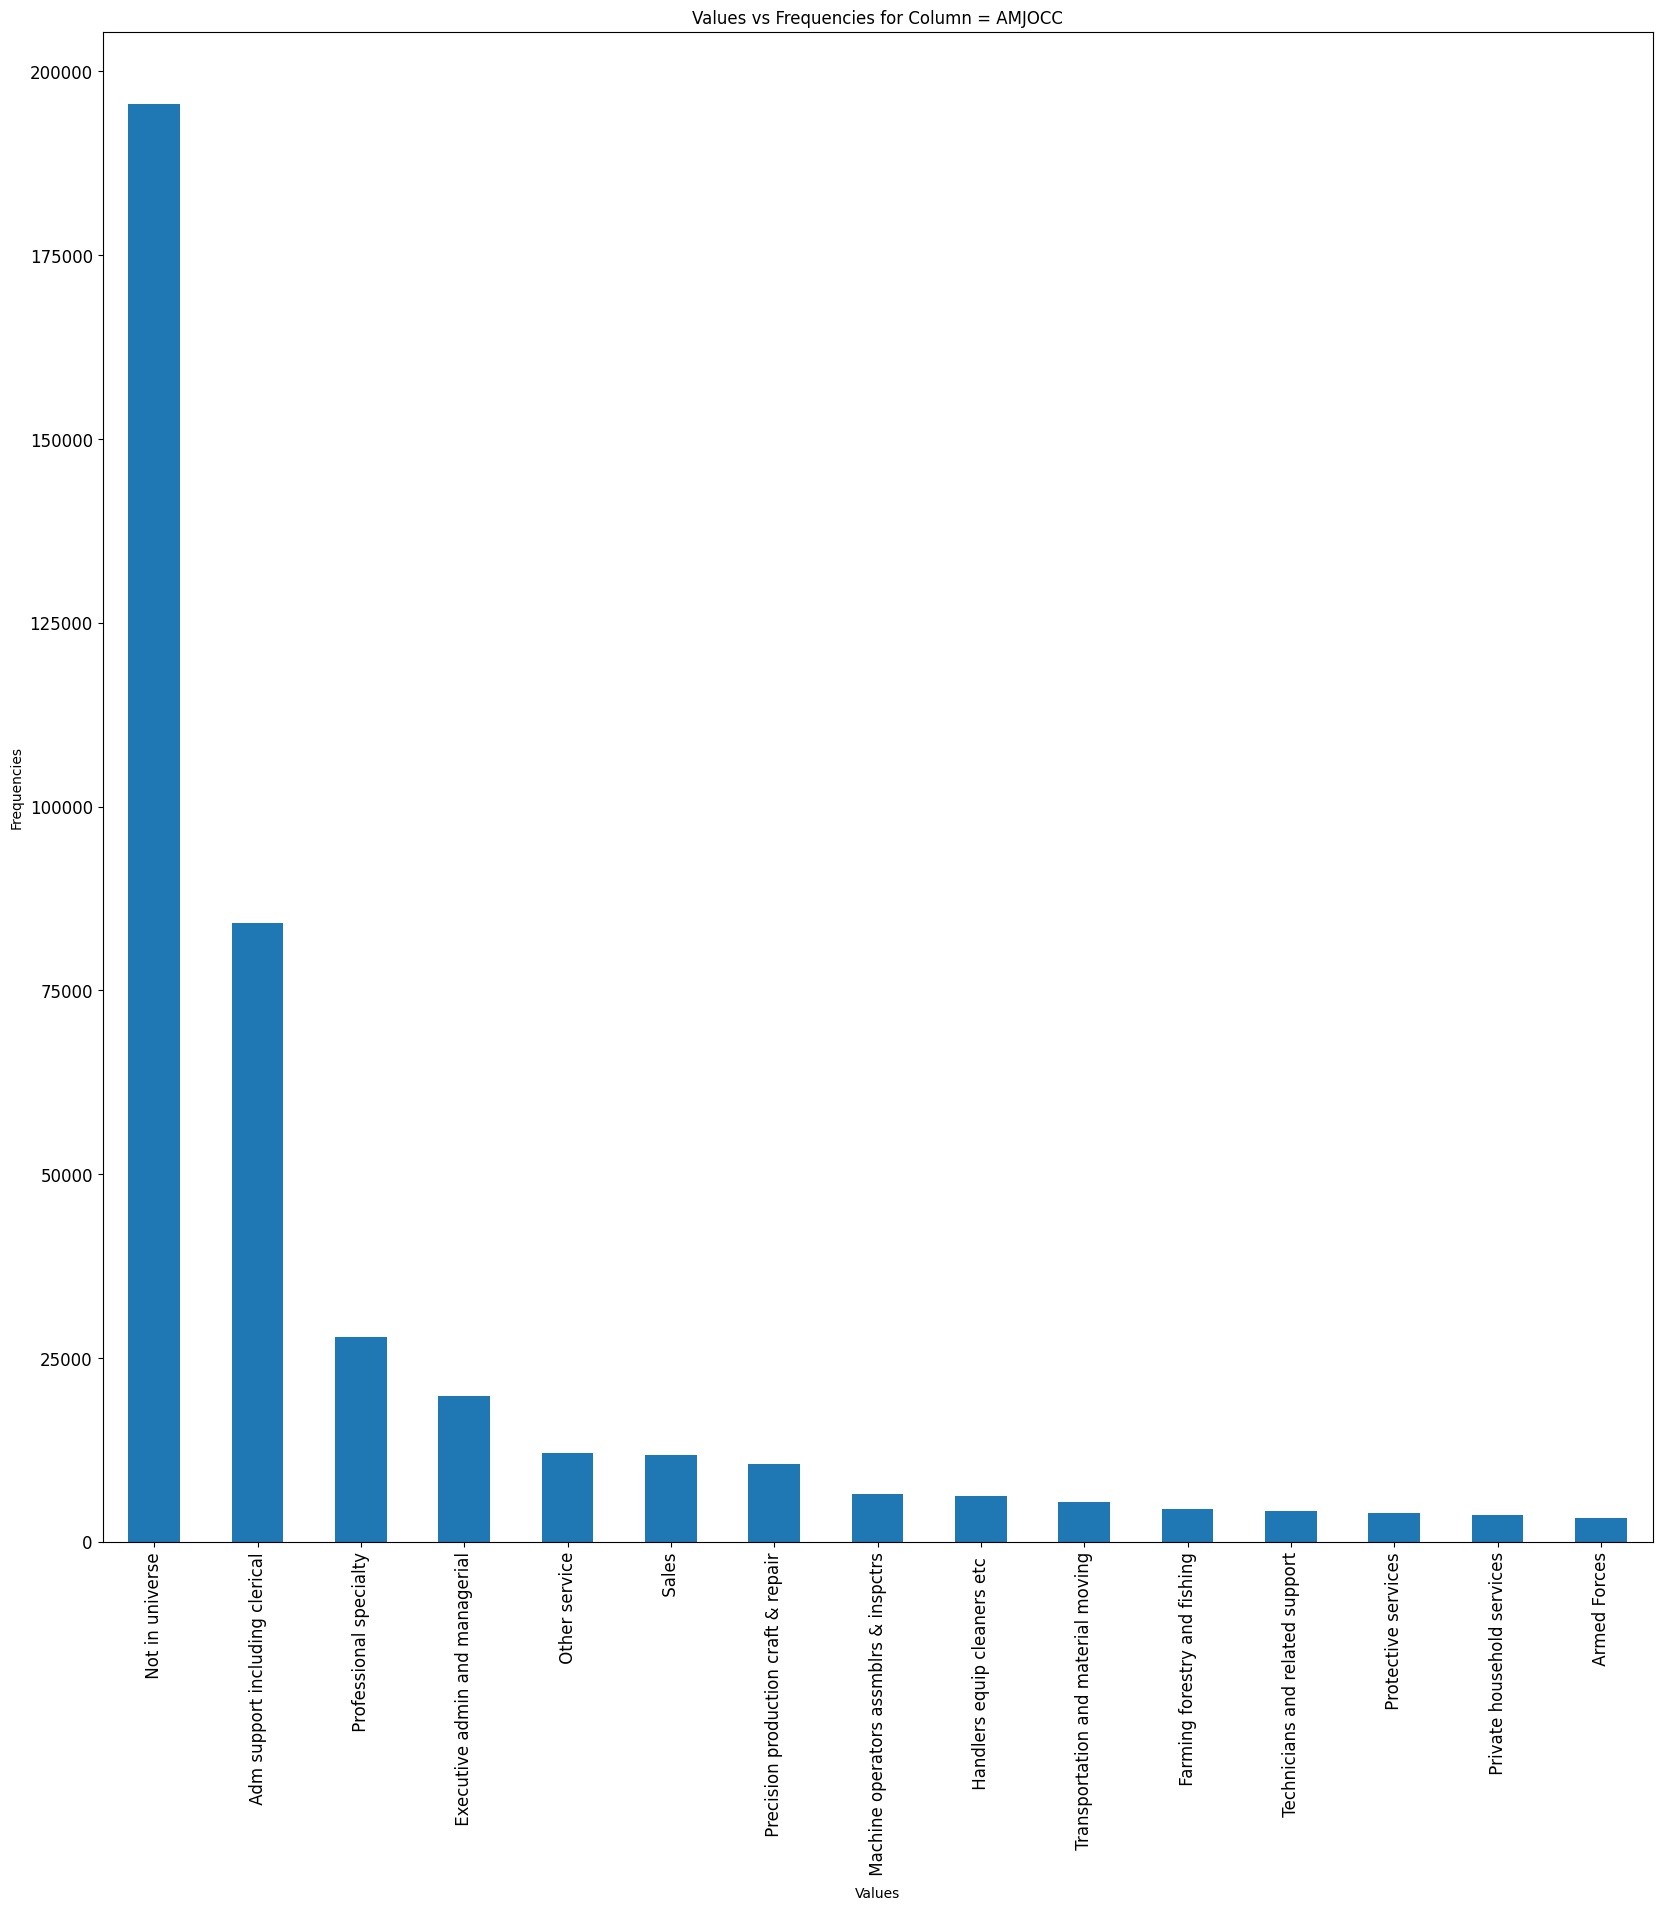 Values vs Frequencies for Column = AMJOCC
200000
175000
150000
125000
100000
75000
50000
25000
0
Frequencies
Not in universe
Adm support including clerical
Professional specialty
Executive admin and managerial
Other service
Sales
Precision production craft & repair
Machine operators assmblrs & inspctrs
Handlers equip cleaners etc
Transportation and material moving
Farming forestry and fishing
Technicians and related support
Protective services
Private household services
Armed Forces
Values